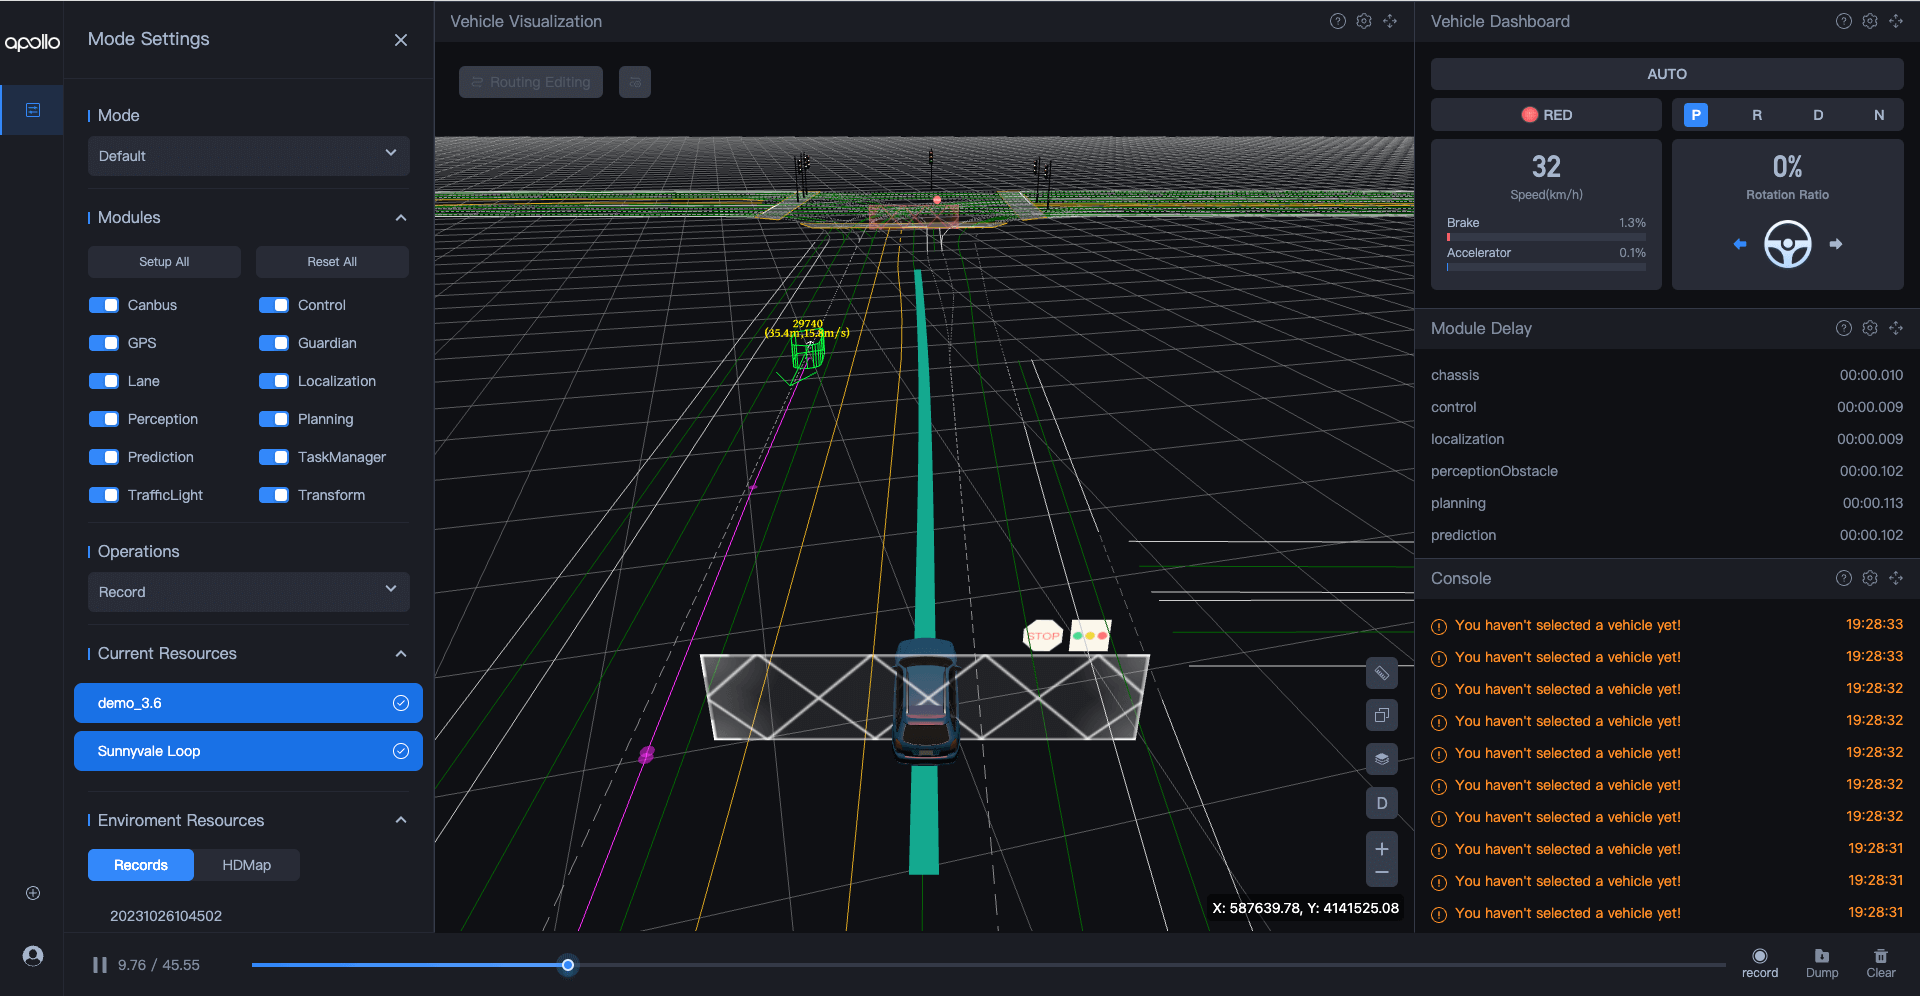 apollo
Mode Settings
Mode
Default
Modules
Setup All
Reset All
Canbus
Control
GPS
Guardian
Lane
Localization
Perception
Planning
Prediction
TaskManager
TrafficLight
Transform
Operations
Record
Current Resources
demo_3.6
Sunnyvale Loop
Enviroment Resources
Records
HDMap
20231026104502
Vehicle Visualization
Routing Editing
29740
(35.4m,15.8m/s)
STOP
D
X: 587639.78, Y: 4141525.08
Vehicle Dashboard
AUTO
RED
P R D N
32
Speed(km/h)
Brake 1.3%
Accelerator 0.1%
0%
Rotation Ratio
Module Delay
chassis 00:00.010
control 00:00.009
localization 00:00.009
perceptionObstacle 00:00.102
planning 00:00.113
prediction 00:00.102
Console
You haven't selected a vehicle yet! 19:28:33
You haven't selected a vehicle yet! 19:28:33
You haven't selected a vehicle yet! 19:28:32
You haven't selected a vehicle yet! 19:28:32
You haven't selected a vehicle yet! 19:28:32
You haven't selected a vehicle yet! 19:28:32
You haven't selected a vehicle yet! 19:28:32
You haven't selected a vehicle yet! 19:28:31
You haven't selected a vehicle yet! 19:28:31
You haven't selected a vehicle yet! 19:28:31
9.76 / 45.55
record
Dump
Clear